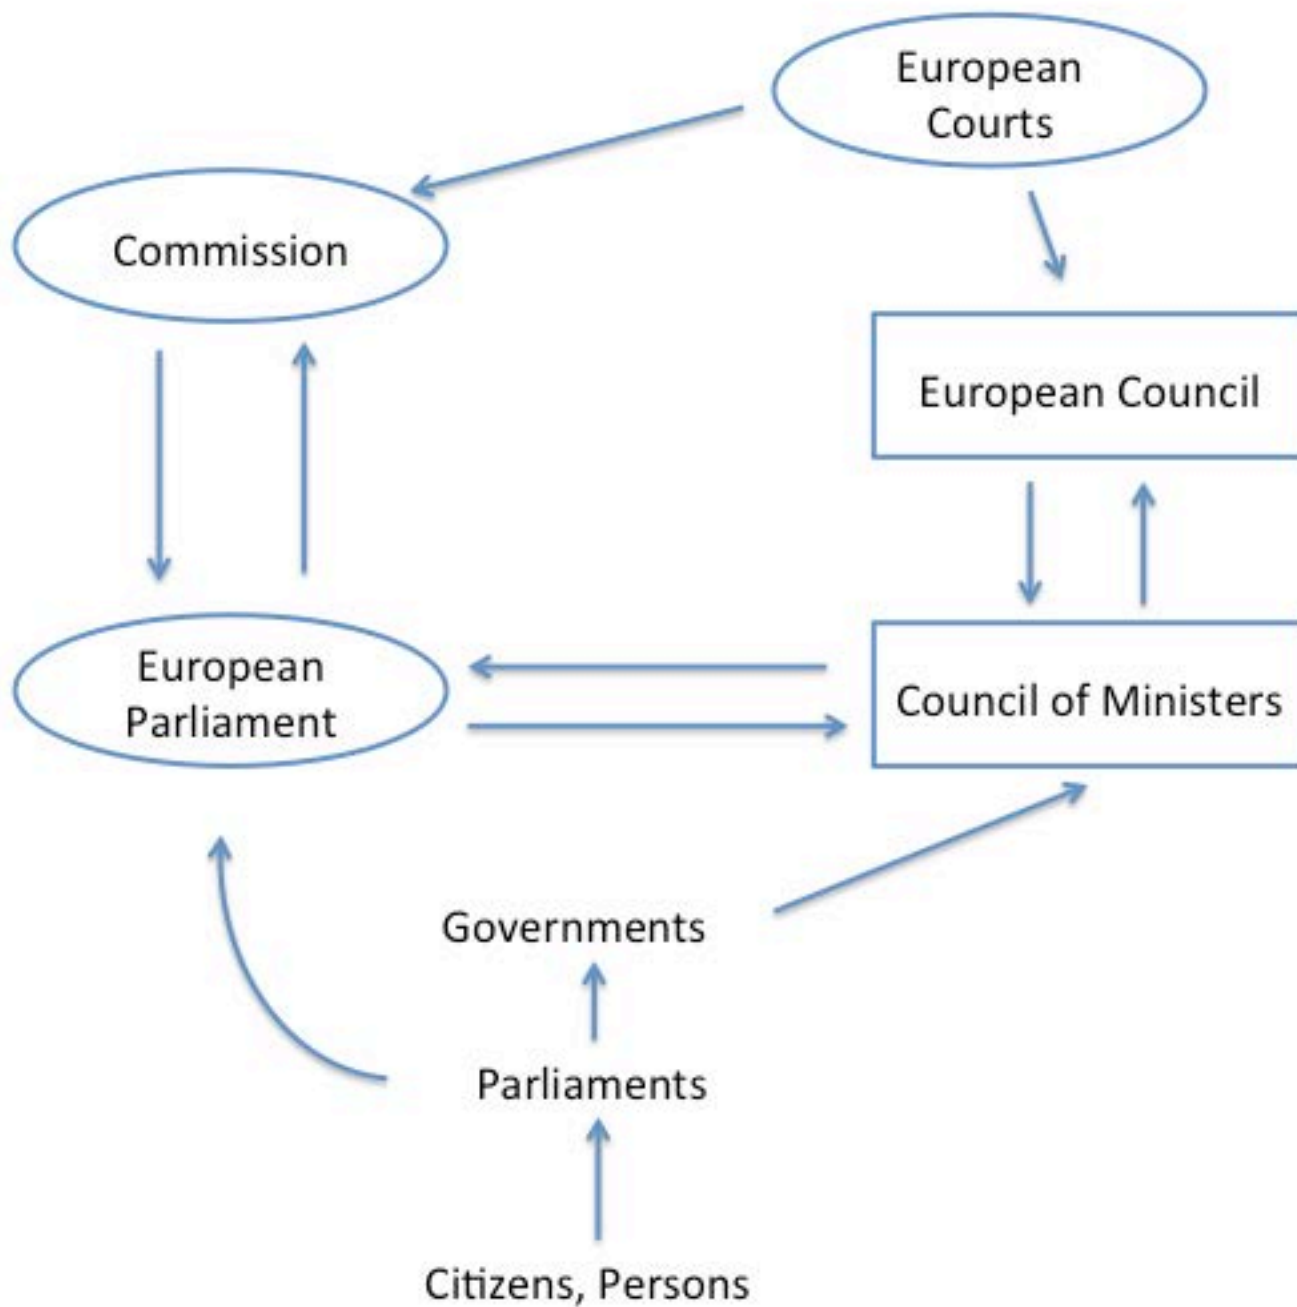 European
Courts
Commission
European Council
European
Parliament
Council of Ministers
Governments
Parliaments
Citizens, Persons